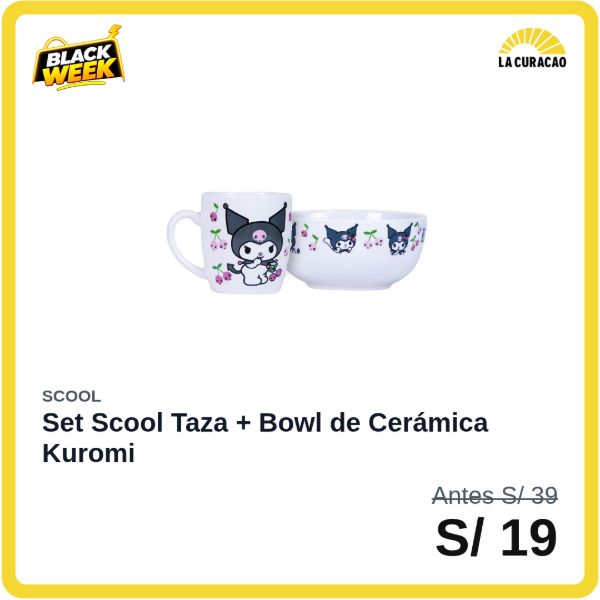 BLACK
WEEK
LA CURACAO
SCOOL
Set Scool Taza + Bowl de Cerámica
Kuromi
Antes S/ 39
S/ 19